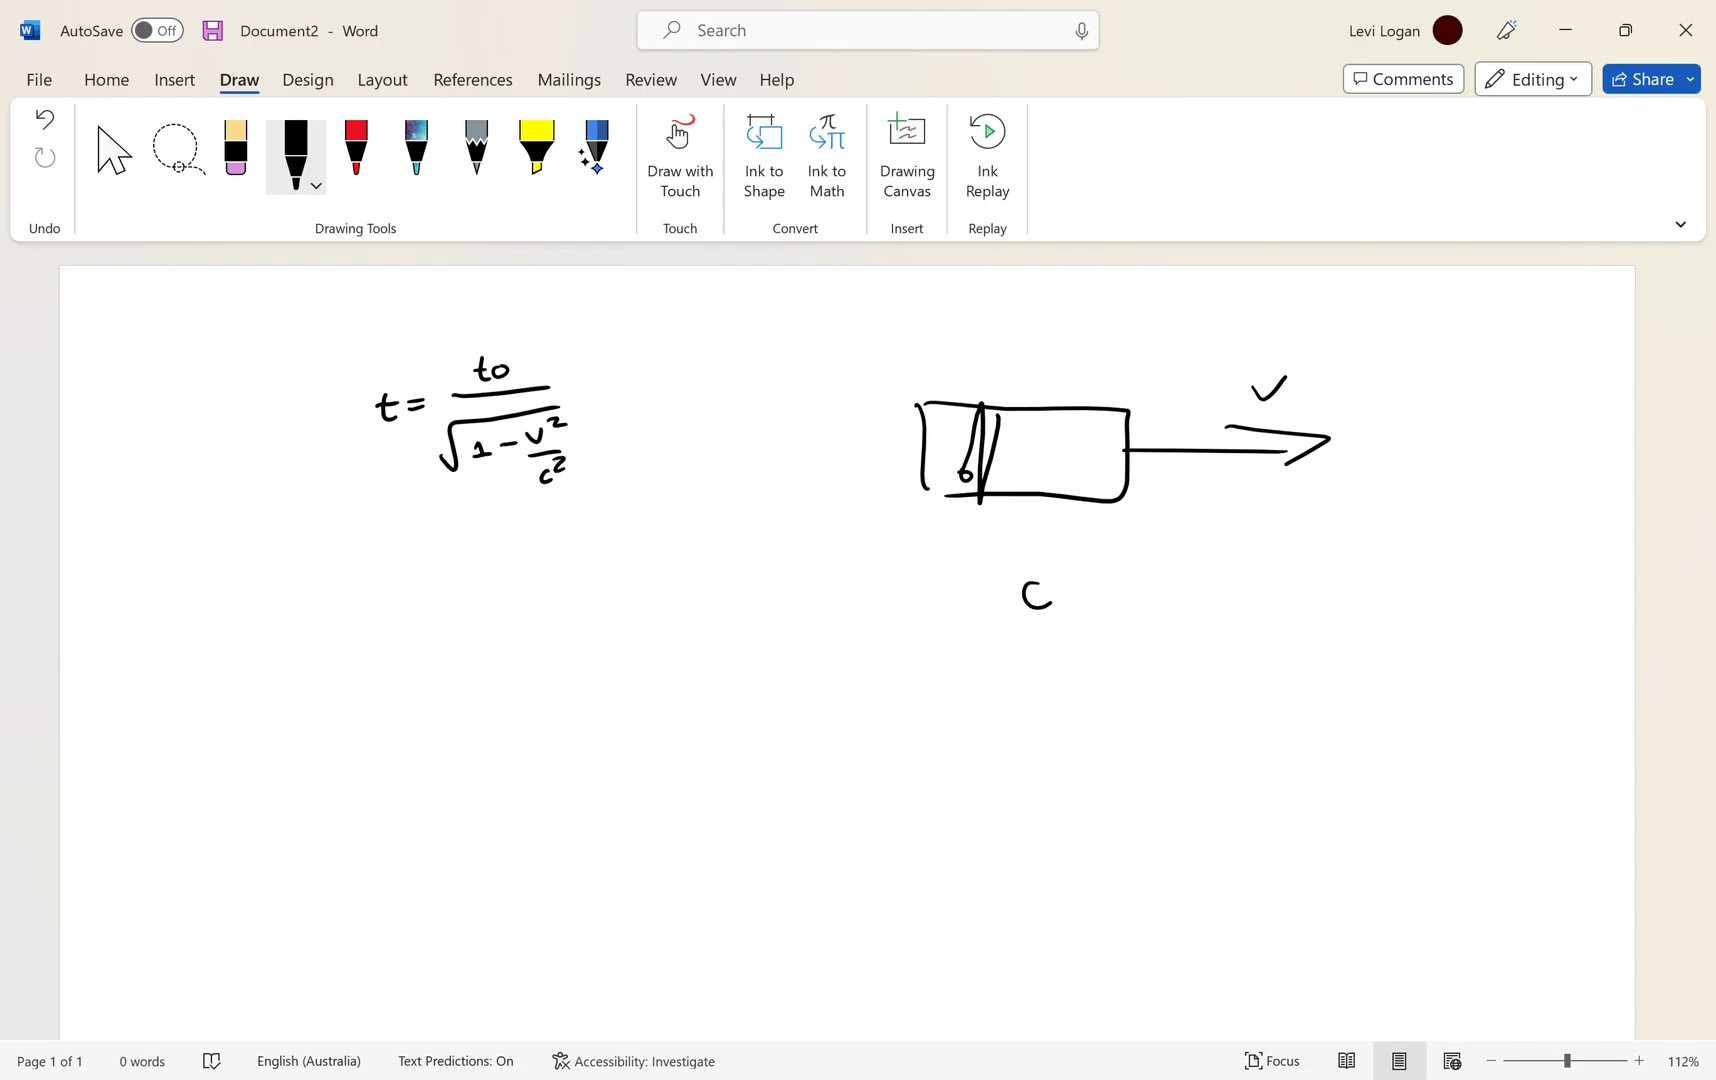 AutoSave Off Document2 - Word Search Levi Logan
File Home Insert Draw Design Layout References Mailings Review View Help Comments Editing Share
Draw with Touch
Ink to Shape
Ink to Math
Drawing Canvas
Ink Replay
Undo Drawing Tools Touch Convert Insert Replay
t = t0 / √(1 - v²/c²)
v
C
Page 1 of 1 0 words English (Australia) Text Predictions: On Accessibility: Investigate Focus 112%